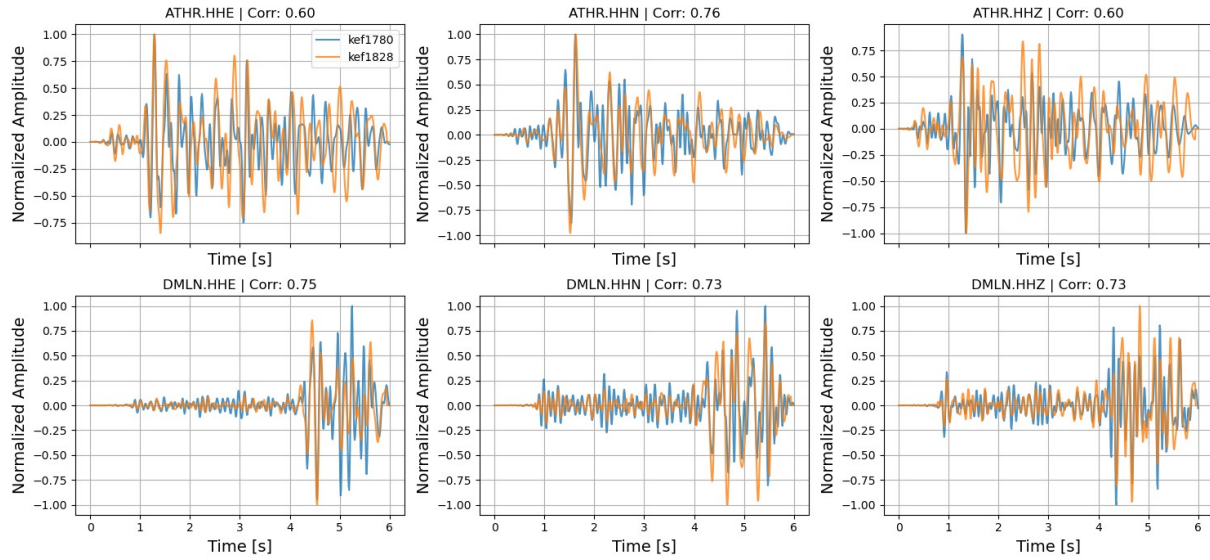 ATHR.HHE | Corr: 0.60
ATHR.HHN | Corr: 0.76
ATHR.HHZ | Corr: 0.60
Normalized Amplitude
1.00
0.75
0.50
0.25
0.00
−0.25
−0.50
−0.75
kef1780
kef1828
Time [s]
Normalized Amplitude
1.00
0.75
0.50
0.25
0.00
−0.25
−0.50
−0.75
−1.00
Time [s]
Normalized Amplitude
0.75
0.50
0.25
0.00
−0.25
−0.50
−0.75
−1.00
Time [s]
DMLN.HHE | Corr: 0.75
DMLN.HHN | Corr: 0.73
DMLN.HHZ | Corr: 0.73
Normalized Amplitude
1.00
0.75
0.50
0.25
0.00
−0.25
−0.50
−0.75
−1.00
0 1 2 3 4 5 6
Time [s]
Normalized Amplitude
1.00
0.75
0.50
0.25
0.00
−0.25
−0.50
−0.75
−1.00
0 1 2 3 4 5 6
Time [s]
Normalized Amplitude
1.00
0.75
0.50
0.25
0.00
−0.25
−0.50
−0.75
−1.00
0 1 2 3 4 5 6
Time [s]